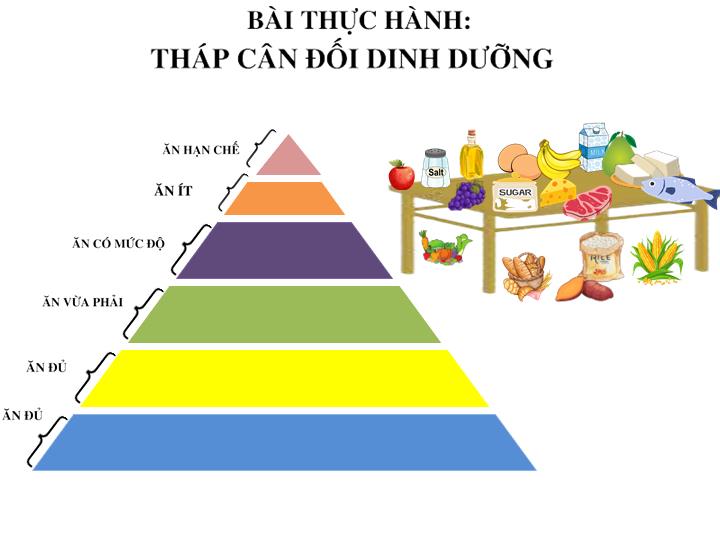 BÀI THỰC HÀNH:
THÁP CÂN ĐỐI DINH DƯỠNG
ĂN HẠN CHẾ
ĂN ÍT
ĂN CÓ MỨC ĐỘ
ĂN VỪA PHẢI
ĂN ĐỦ
ĂN ĐỦ
MILK
Salt
SUGAR
RICE